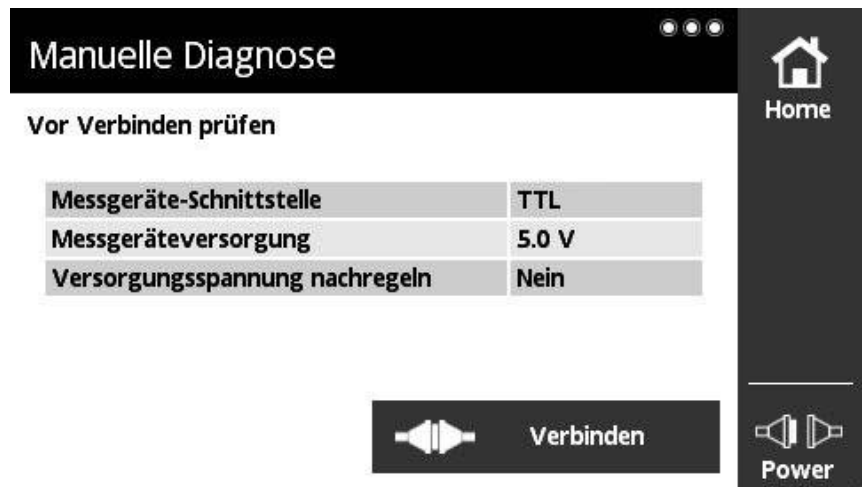 Manuelle Diagnose
Home
Vor Verbinden prüfen
Messgeräte-Schnittstelle TTL
Messgeräteversorgung 5.0 V
Versorgungsspannung nachregeln Nein
Verbinden
Power